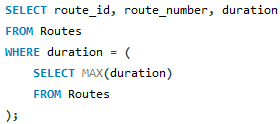 SELECT route_id, route_number, duration
FROM Routes
WHERE duration = (
    SELECT MAX(duration)
    FROM Routes
);